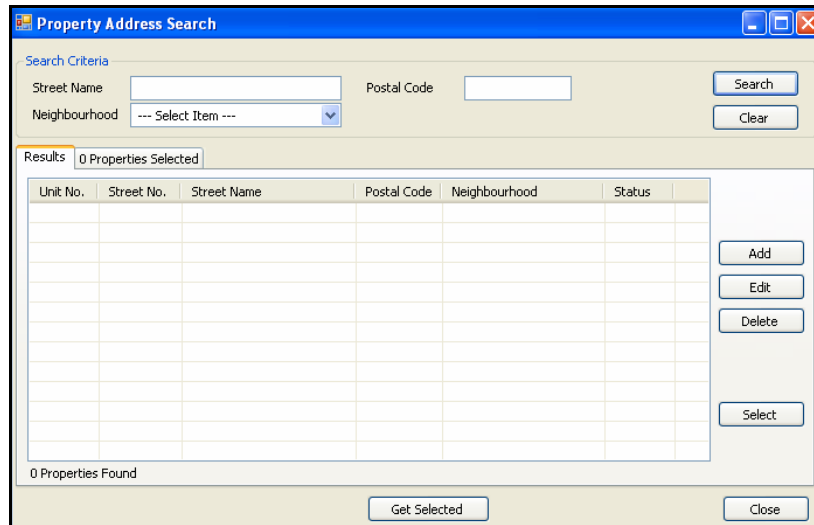 Property Address Search
Search Criteria
Street Name Postal Code Search
Neighbourhood --- Select Item --- Clear
Results 0 Properties Selected
Unit No. Street No. Street Name Postal Code Neighbourhood Status
Add
Edit
Delete
Select
0 Properties Found
Get Selected Close